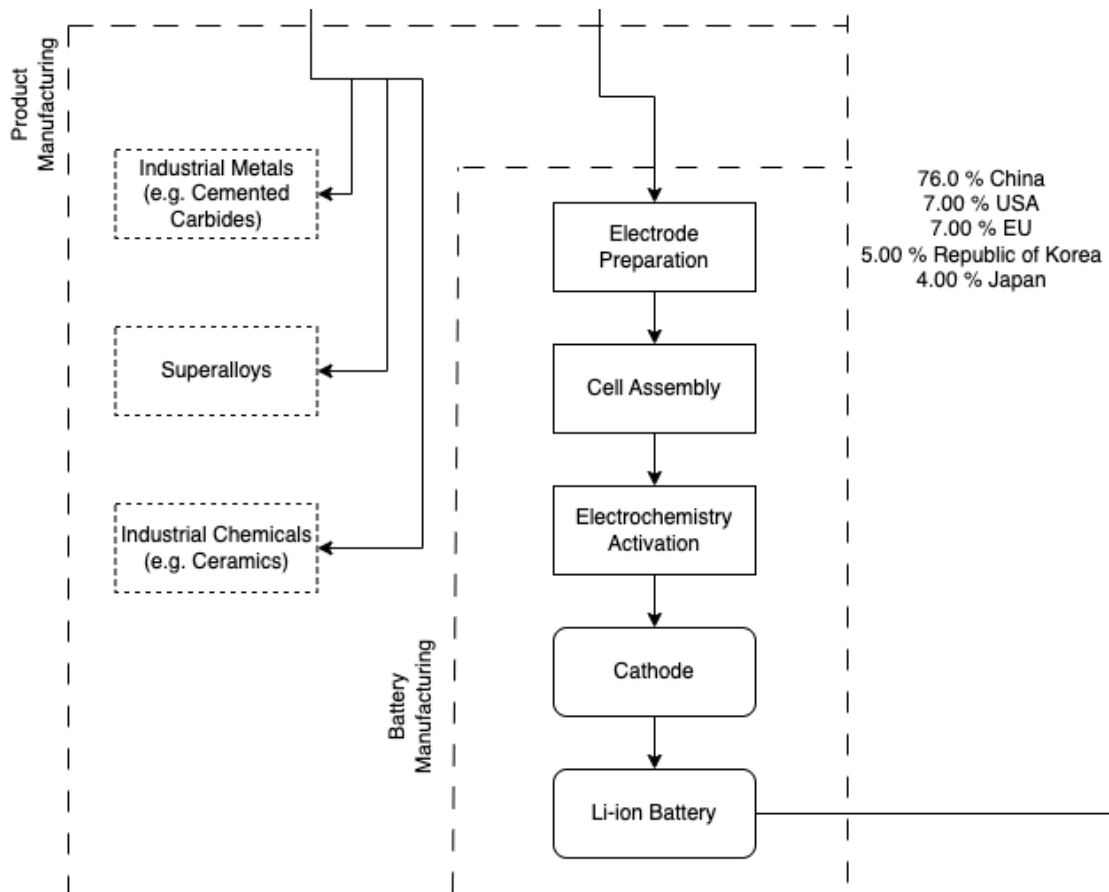 Product
Manufacturing
Industrial Metals
(e.g. Cemented
Carbides)
Superalloys
Industrial Chemicals
(e.g. Ceramics)
Battery
Manufacturing
Electrode
Preparation
Cell Assembly
Electrochemistry
Activation
Cathode
Li-ion Battery
76.0 % China
7.00 % USA
7.00 % EU
5.00 % Republic of Korea
4.00 % Japan